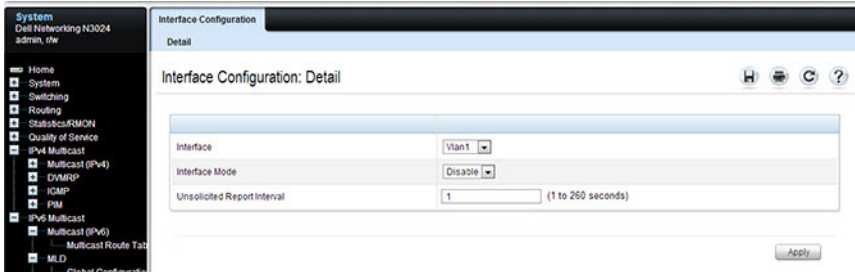 System
Dell Networking N3024
admin, r/w
Home
System
Switching
Routing
Statistics/RMON
Quality of Service
IPv4 Multicast
Multicast (IPv4)
DVMRP
IGMP
PIM
IPv6 Multicast
Multicast (IPv6)
Multicast Route Tab
MLD
Global Configuratio
Interface Configuration
Detail
Interface Configuration: Detail
Interface Vlan1
Interface Mode Disable
Unsolicited Report Interval 1 (1 to 260 seconds)
Apply